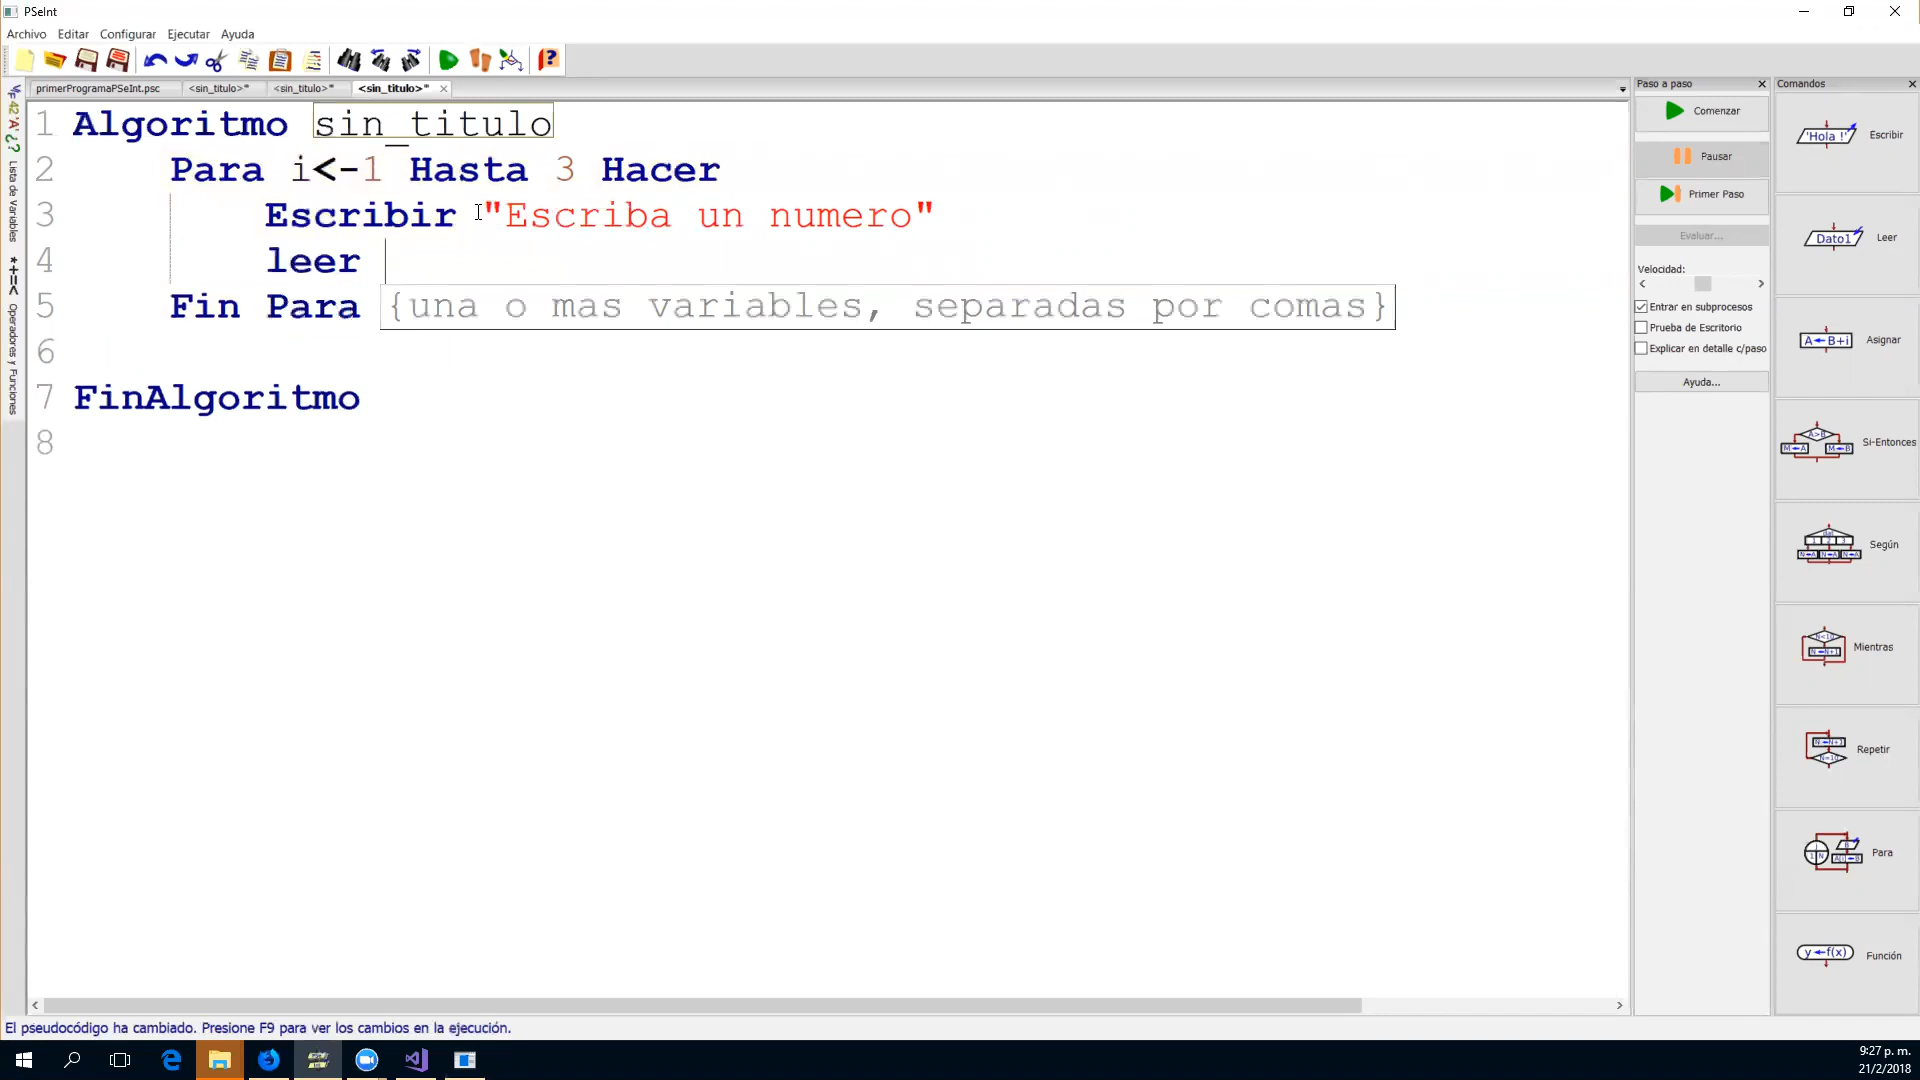 PSeInt
Archivo Editar Configurar Ejecutar Ayuda
primerProgramaPSeInt.psc <sin_titulo>* <sin_titulo>* <sin_titulo>*
1 Algoritmo sin_titulo
2 Para i<-1 Hasta 3 Hacer
3 Escribir "Escriba un numero"
4 leer
5 Fin Para {una o mas variables, separadas por comas}
6
7 FinAlgoritmo
8
Lista de Variables
*+=< Operadores y Funciones
Paso a paso
Comenzar
Pausar
Primer Paso
Evaluar...
Velocidad:
Entrar en subprocesos
Prueba de Escritorio
Explicar en detalle c/paso
Ayuda...
Comandos
'Hola !' Escribir
Dato1 Leer
A←B+i Asignar
A>B M←A M←B Si-Entonces
Según
Mientras
Repetir
Para
y←f(x) Función
El pseudocódigo ha cambiado. Presione F9 para ver los cambios en la ejecución.
9:27 p. m.
21/2/2018